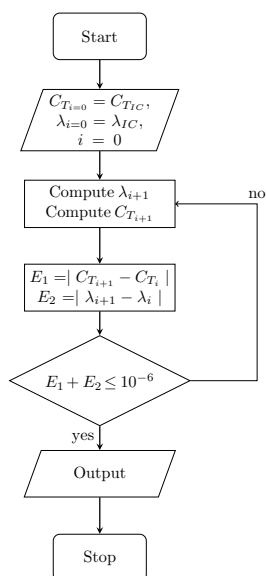 Start
C_{T_{i=0}} = C_{T_{IC}},
λ_{i=0} = λ_{IC},
i = 0
Compute λ_{i+1}
Compute C_{T_{i+1}}
no
E_1 =| C_{T_{i+1}} − C_{T_i} |
E_2 =| λ_{i+1} − λ_i |
E_1 + E_2 ≤ 10^{−6}
yes
Output
Stop